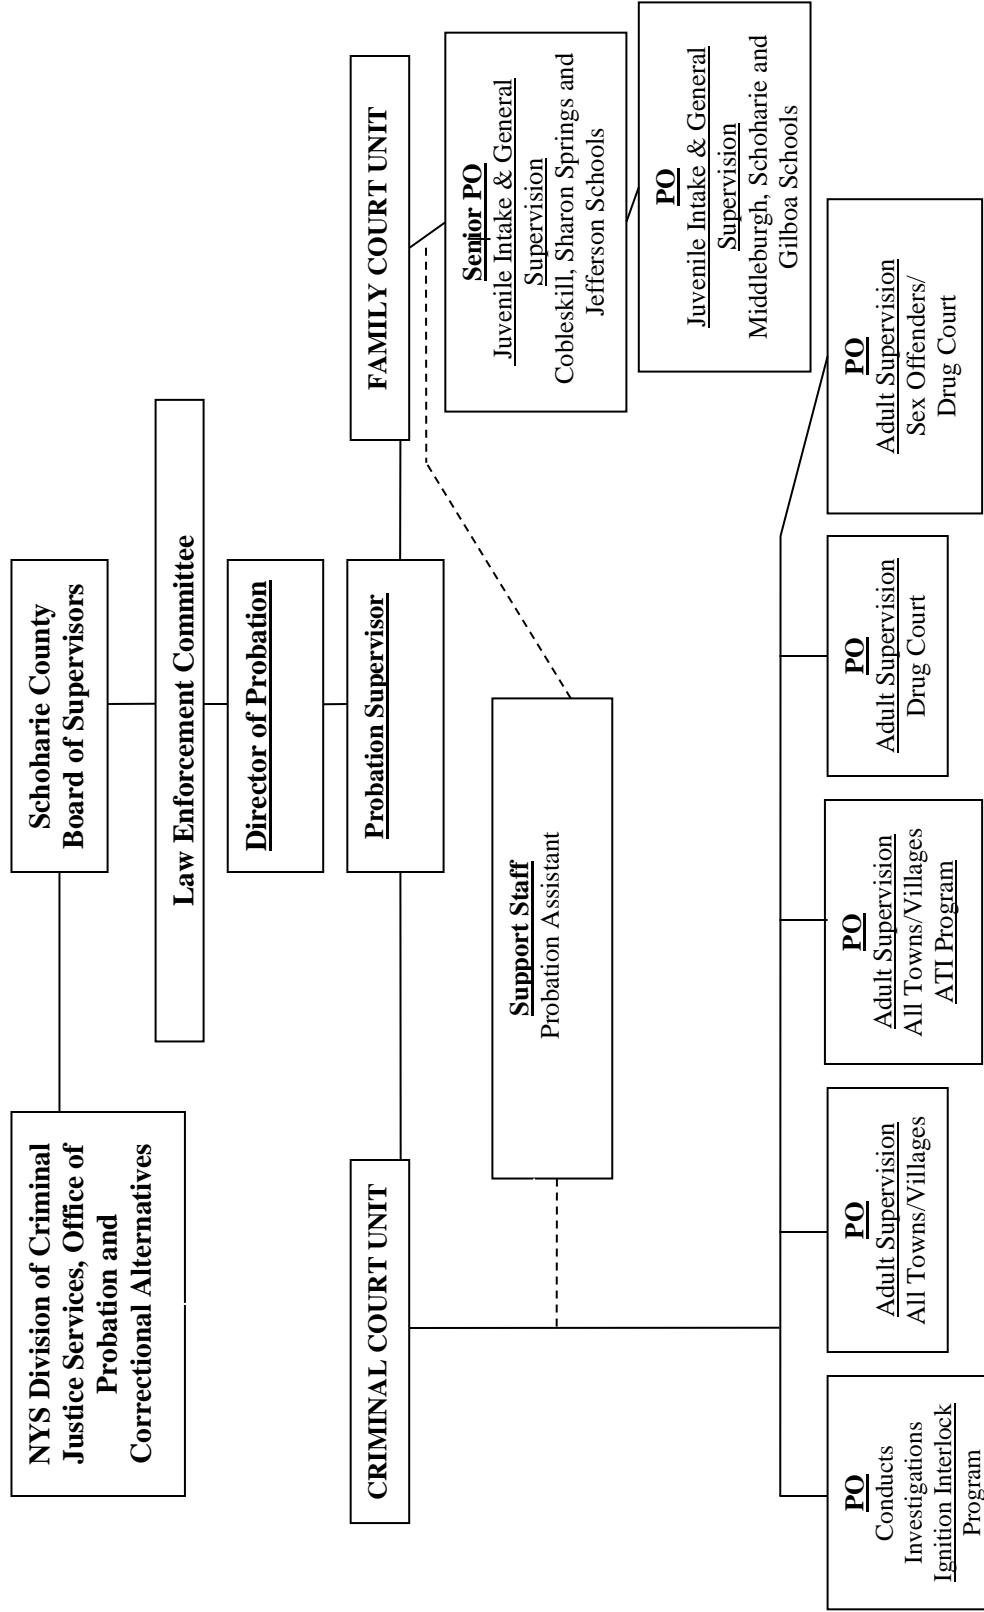 NYS Division of Criminal
Justice Services, Office of
Probation and
Correctional Alternatives
Schoharie County
Board of Supervisors
Law Enforcement Committee
Director of Probation
Probation Supervisor
CRIMINAL COURT UNIT
FAMILY COURT UNIT
Support Staff
Probation Assistant
Senior PO
Juvenile Intake & General
Supervision
Cobleskill, Sharon Springs and
Jefferson Schools
PO
Juvenile Intake & General
Supervision
Middleburgh, Schoharie and
Gilboa Schools
PO
Conducts
Investigations
Ignition Interlock
Program
PO
Adult Supervision
All Towns/Villages
PO
Adult Supervision
All Towns/Villages
ATI Program
PO
Adult Supervision
Drug Court
PO
Adult Supervision
Sex Offenders/
Drug Court